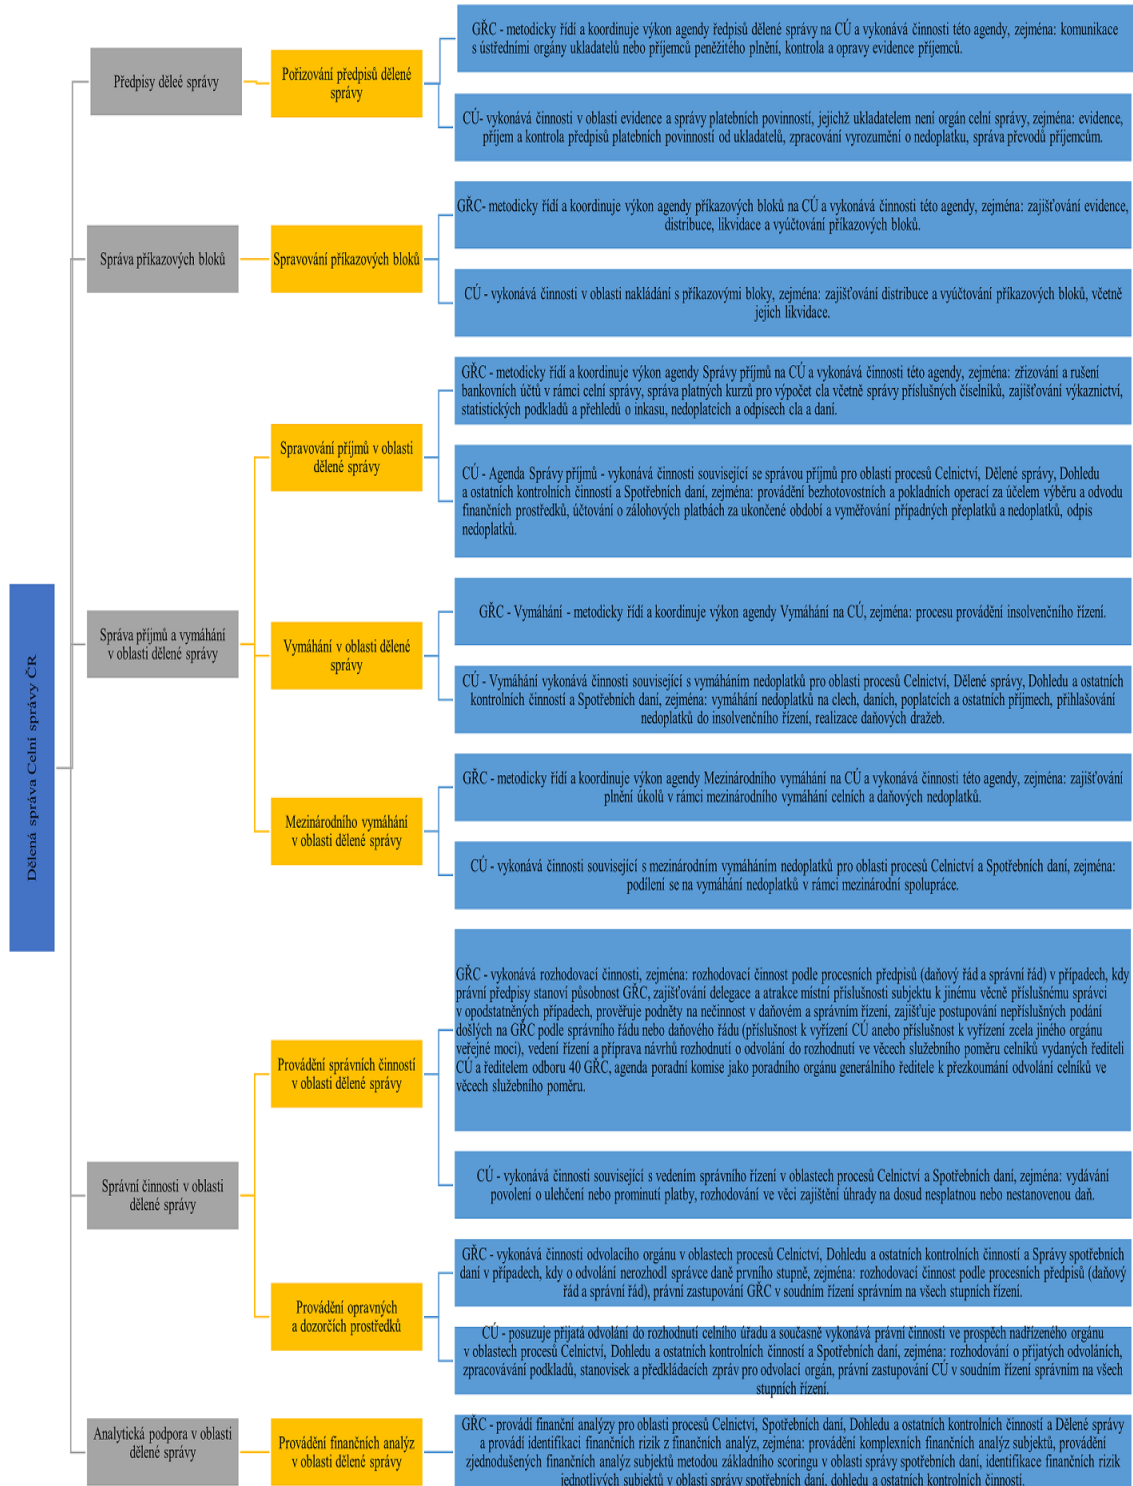 Dělená správa Celní správy ČR
Předpisy děleé správy
Pořizování předpisů dělené
správy
GŘC - metodicky řídí a koordinuje výkon agendy ředpisů dělené správy na CÚ a vykonává činnosti této agendy, zejména: komunikace
s ústředními orgány ukladatelů nebo příjemců peněžitého plnění, kontrola a opravy evidence příjemců.
CÚ- vykonává činnosti v oblasti evidence a správy platebních povinností, jejichž ukladatelem není orgán celní správy, zejména: evidence,
příjem a kontrola předpisů platebních povinností od ukladatelů, zpracování vyrozumění o nedoplatku, správa převodů příjemcům.
Správa příkazových bloků
Spravování příkazových bloků
GŘC- metodicky řídí a koordinuje výkon agendy příkazových bloků na CÚ a vykonává činnosti této agendy, zejména: zajišťování evidence,
distribuce, likvidace a vyúčtování příkazových bloků.
CÚ - vykonává činnosti v oblasti nakládání s příkazovými bloky, zejména: zajišťování distribuce a vyúčtování příkazových bloků, včetně
jejich likvidace.
Správa příjmů a vymáhání
v oblasti dělené správy
Spravování příjmů v oblasti
dělené správy
GŘC - metodicky řídí a koordinuje výkon agendy Správy příjmů na CÚ a vykonává činnosti této agendy, zejména: zřizování a rušení
bankovních účtů v rámci celní správy, správa platných kurzů pro výpočet cla včetně správy příslušných číselníků, zajišťování výkaznictví,
statistických podkladů a přehledů o inkasu, nedoplatcích a odpisech cla a daní.
CÚ - Agenda Správy příjmů - vykonává činnosti související se správou příjmů pro oblasti procesů Celnictví, Dělené správy, Dohledu
a ostatních kontrolních činností a Spotřebních daní, zejména: provádění bezhotovostních a pokladních operací za účelem výběru a odvodu
finančních prostředků, účtování o zálohových platbách za ukončené období a vyměřování případných přeplatků a nedoplatků, odpis
nedoplatků.
Vymáhání v oblasti dělené
správy
GŘC - Vymáhání - metodicky řídí a koordinuje výkon agendy Vymáhání na CÚ, zejména: procesu provádění insolvenčního řízení.
CÚ - Vymáhání vykonává činnosti související s vymáháním nedoplatků pro oblasti procesů Celnictví, Dělené správy, Dohledu a ostatních
kontrolních činností a Spotřebních daní, zejména: vymáhání nedoplatků na clech, daních, poplatcích a ostatních příjmech, přihlašování
nedoplatků do insolvenčního řízení, realizace daňových dražeb.
Mezinárodního vymáhání
v oblasti dělené správy
GŘC - metodicky řídí a koordinuje výkon agendy Mezinárodního vymáhání na CÚ a vykonává činnosti této agendy, zejména: zajišťování
plnění úkolů v rámci mezinárodního vymáhání celních a daňových nedoplatků.
CÚ - vykonává činnosti související s mezinárodním vymáháním nedoplatků pro oblasti procesů Celnictví a Spotřebních daní, zejména:
podílení se na vymáhání nedoplatků v rámci mezinárodní spolupráce.
Správní činnosti v oblasti
dělené správy
Provádění správních činností
v oblasti dělené správy
GŘC - vykonává rozhodovací činnosti, zejména: rozhodovací činnost podle procesních předpisů (daňový řád a správní řád) v případech, kdy
právní předpisy stanoví působnost GŘC, zajišťování delegace a atrakce místní příslušnosti subjektu k jinému věcně příslušnému správci
v opodstatněných případech, prověřuje podněty na nečinnost v daňovém a správním řízení, zajišťuje postupování nepříslušných podání
došlých na GŘC podle správního řádu nebo daňového řádu (příslušnost k vyřízení CÚ anebo příslušnost k vyřízení zcela jiného orgánu
veřejné moci), vedení řízení a příprava návrhů rozhodnutí o odvolání do rozhodnutí ve věcech služebního poměru celníků vydaných řediteli
CÚ a ředitelem odboru 40 GŘC, agenda poradní komise jako poradního orgánu generálního ředitele k přezkoumání odvolání celníků ve
věcech služebního poměru.
CÚ - vykonává činnosti související s vedením správního řízení v oblastech procesů Celnictví a Spotřebních daní, zejména: vydávání
povolení o ulehčení nebo prominutí platby, rozhodování ve věci zajištění úhrady na dosud nesplatnou nebo nestanovenou daň.
Provádění opravných
a dozorčích prostředků
GŘC - vykonává činnosti odvolacího orgánu v oblastech procesů Celnictví, Dohledu a ostatních kontrolních činností a Správy spotřebních
daní v případech, kdy o odvolání nerozhodl správce daně prvního stupně, zejména: rozhodovací činnost podle procesních předpisů (daňový
řád a správní řád), právní zastupování GŘC v soudním řízení správním na všech stupních řízení.
CÚ - posuzuje přijatá odvolání do rozhodnutí celního úřadu a současně vykonává právní činnosti ve prospěch nadřízeného orgánu
v oblastech procesů Celnictví, Dohledu a ostatních kontrolních činností a Spotřebních daní, zejména: rozhodování o přijatých odvoláních,
zpracovávání podkladů, stanovisek a předkládacích zpráv pro odvolací orgán, právní zastupování CÚ v soudním řízení správním na všech
stupních řízení.
Analytická podpora v oblasti
dělené správy
Provádění finančních analýz
v oblasti dělené správy
GŘC - provádí finanční analýzy pro oblasti procesů Celnictví, Spotřebních daní, Dohledu a ostatních kontrolních činností a Dělené správy
a provádí identifikaci finančních rizik z finančních analýz, zejména: provádění komplexních finančních analýz subjektů, provádění
zjednodušených finančních analýz subjektů metodou základního scoringu v oblasti správy spotřebních daní, identifikace finančních rizik
jednotlivých subjektů v oblasti správy spotřebních daní, dohledu a ostatních kontrolních činností.